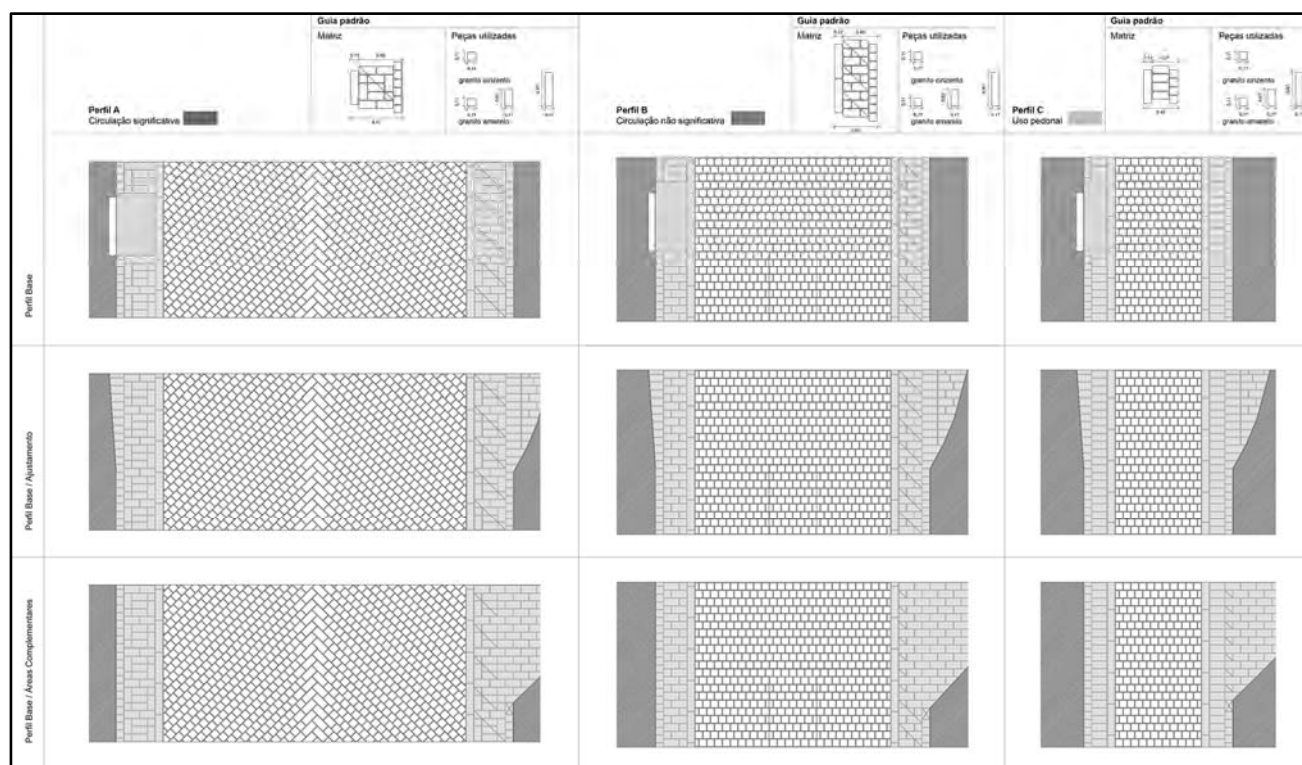 Guia padrão
Matriz
Peças utilizadas
granito cinzento
granito amarelo
Perfil A
Circulação significativa
Guia padrão
Matriz
Peças utilizadas
granito cinzento
granito amarelo
Perfil B
Circulação não significativa
Guia padrão
Matriz
Peças utilizadas
granito cinzento
granito amarelo
Perfil C
Uso pedonal
Perfil Base
Perfil Base / Ajustamento
Perfil Base / Áreas Complementares